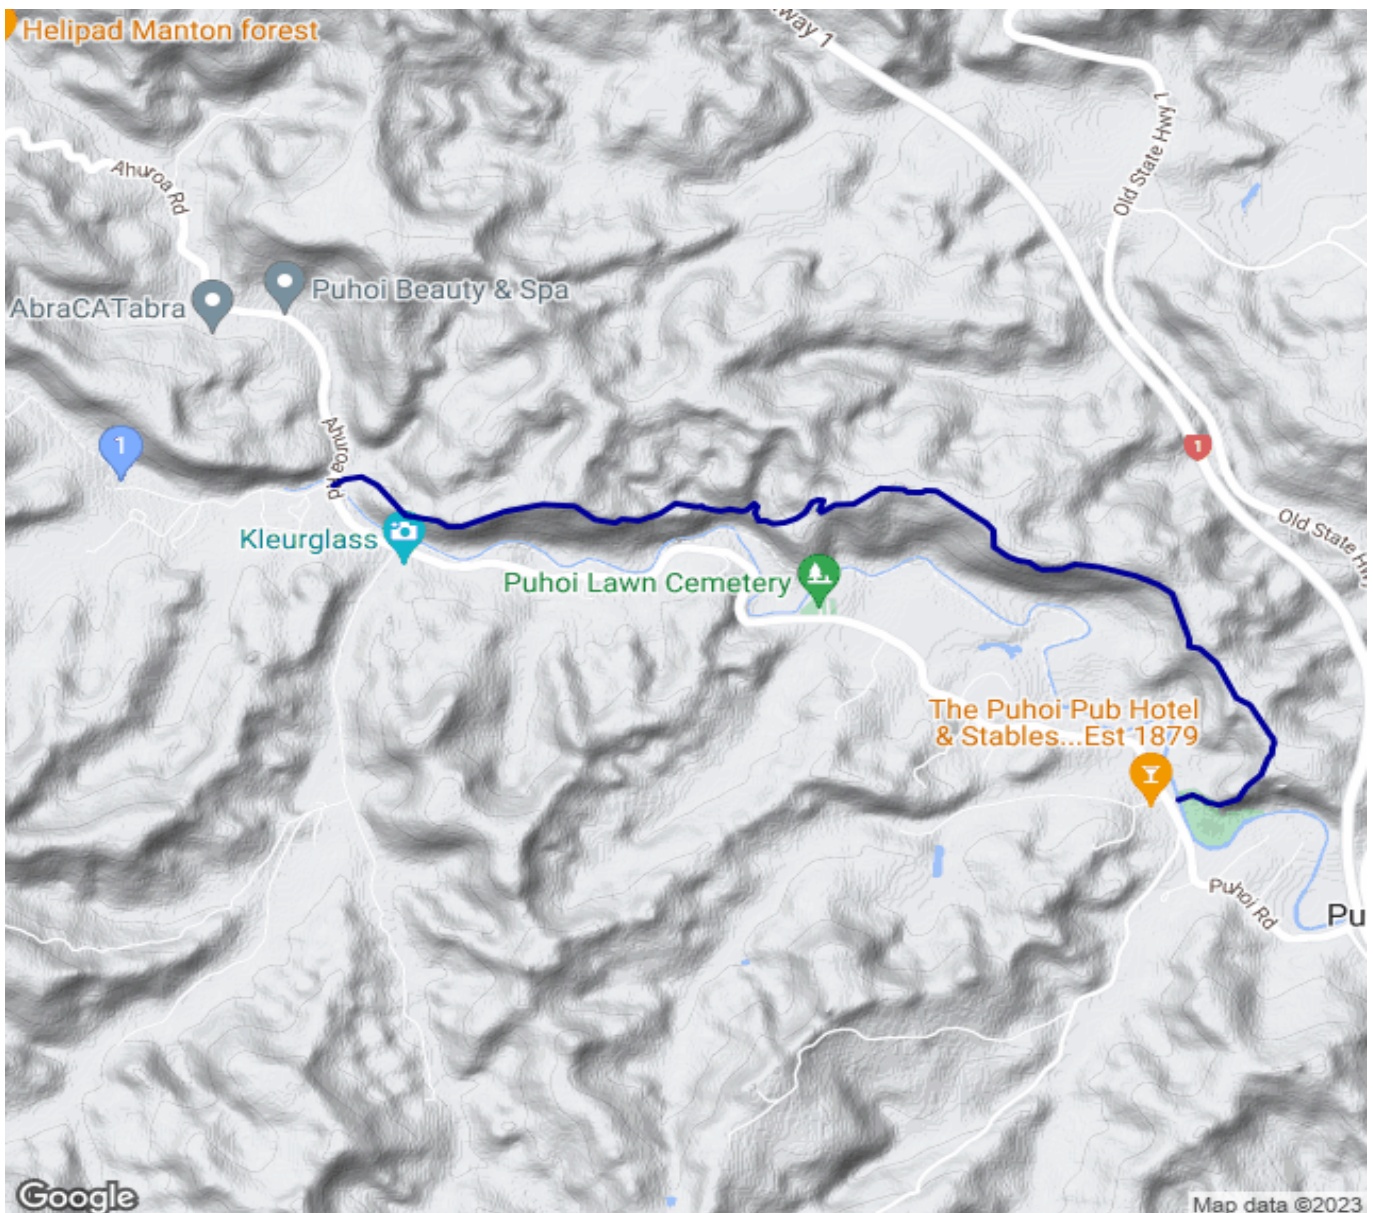 Helipad Manton forest
way 1
Old State Hwy 1
Ahuroa Rd
AbraCATabra
Puhoi Beauty & Spa
1
Ahuroa Rd
1
Old State Hwy
Kleurglass
Puhoi Lawn Cemetery
The Puhoi Pub Hotel
& Stables...Est 1879
Puhoi Rd
Pu
Google
Map data ©2023